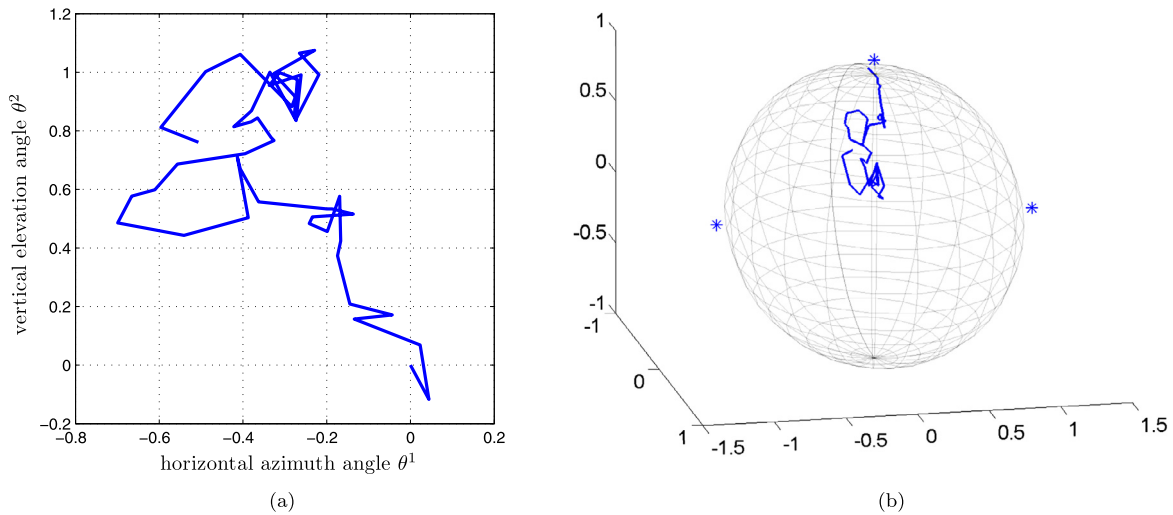 1.2
1
0.8
0.6
0.4
0.2
0
−0.2
−0.8 −0.6 −0.4 −0.2 0 0.2
vertical elevation angle θ²
horizontal azimuth angle θ¹
(a)
1
0.5
0
-0.5
-1
-1
0
1
-1.5 -1 -0.5 0 0.5 1 1.5
(b)